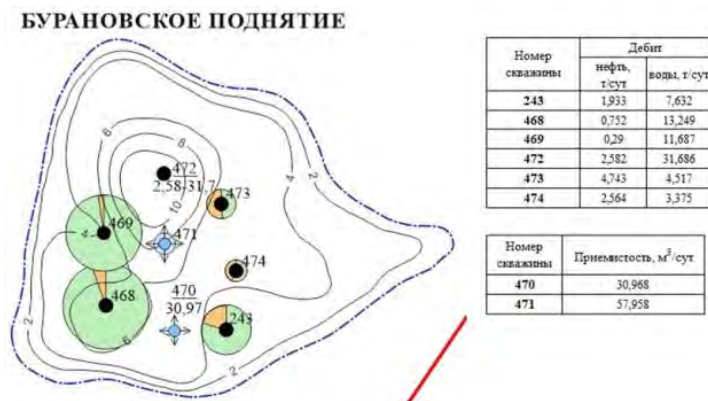 БУРАНОВСКОЕ ПОДНЯТИЕ
6
8
472
2,58-31,7
473
10
4
2
469
4
471
474
470
30,97
468
243
6
2
2
Номер скважины
Дебит
нефть, т/сут
воды, т/сут
243 1,933 7,632
468 0,752 13,249
469 0,29 11,687
472 2,582 31,686
473 4,743 4,517
474 2,564 3,375
Номер скважины
Приемистость, м³/сут
470 30,968
471 57,958